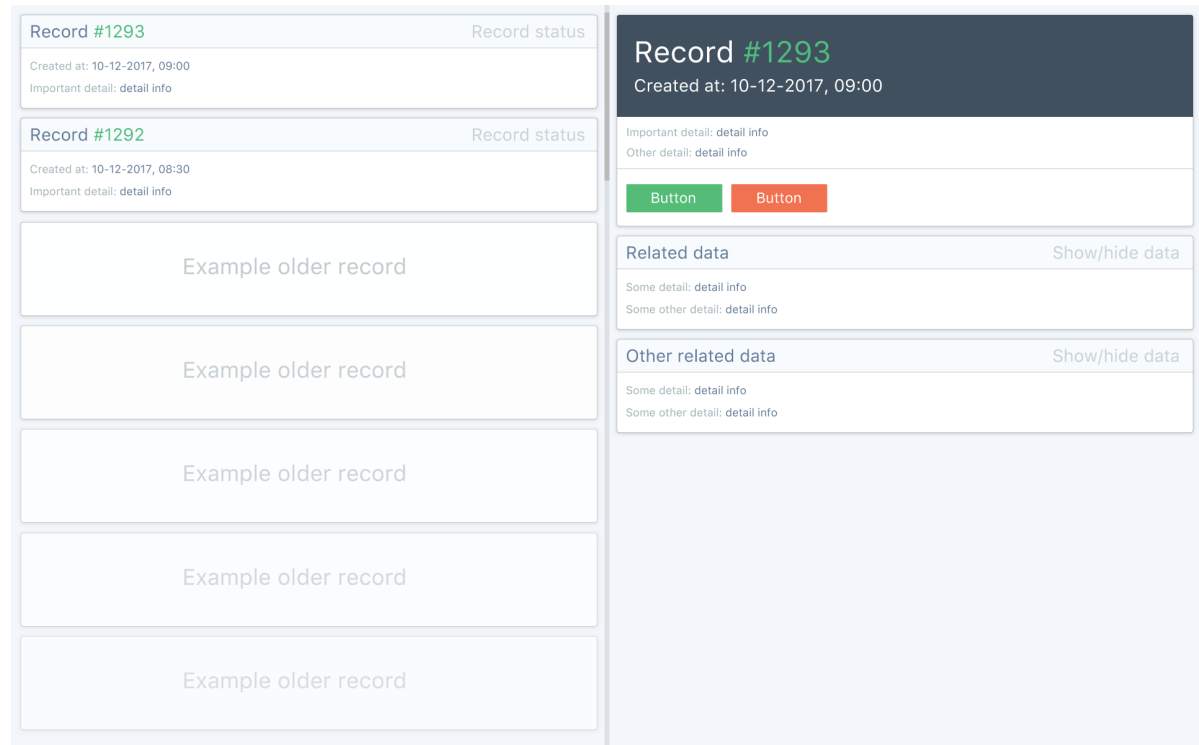 Record #1293 Record status
Created at: 10-12-2017, 09:00
Important detail: detail info
Record #1292 Record status
Created at: 10-12-2017, 08:30
Important detail: detail info
Example older record
Example older record
Example older record
Example older record
Example older record
Record #1293
Created at: 10-12-2017, 09:00
Important detail: detail info
Other detail: detail info
Button Button
Related data Show/hide data
Some detail: detail info
Some other detail: detail info
Other related data Show/hide data
Some detail: detail info
Some other detail: detail info